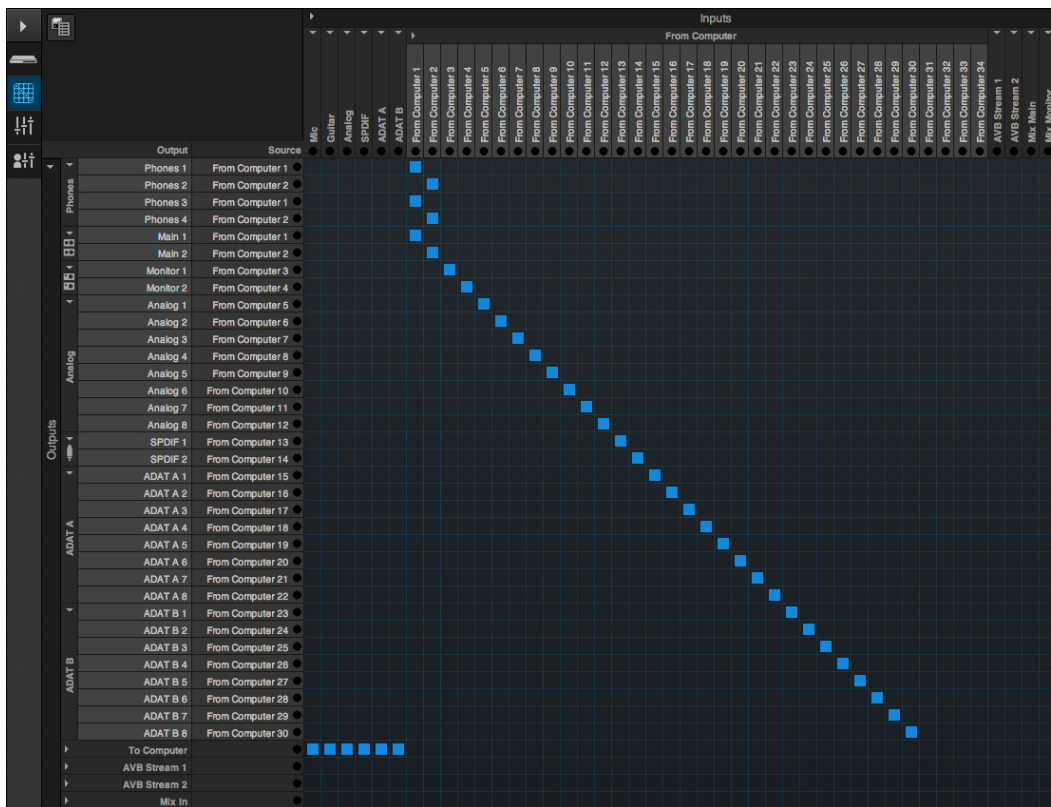 Inputs
From Computer
Mic
Guitar
Analog
SPDIF
ADAT A
ADAT B
From Computer 1
From Computer 2
From Computer 3
From Computer 4
From Computer 5
From Computer 6
From Computer 7
From Computer 8
From Computer 9
From Computer 10
From Computer 11
From Computer 12
From Computer 13
From Computer 14
From Computer 15
From Computer 16
From Computer 17
From Computer 18
From Computer 19
From Computer 20
From Computer 21
From Computer 22
From Computer 23
From Computer 24
From Computer 25
From Computer 26
From Computer 27
From Computer 28
From Computer 29
From Computer 30
From Computer 31
From Computer 32
From Computer 33
From Computer 34
AVB Stream 1
AVB Stream 2
Mix Main
Mix Monitor
Output Source
Outputs
Phones
Phones 1 From Computer 1
Phones 2 From Computer 2
Phones 3 From Computer 1
Phones 4 From Computer 2
Main 1 From Computer 1
Main 2 From Computer 2
Monitor 1 From Computer 3
Monitor 2 From Computer 4
Analog
Analog 1 From Computer 5
Analog 2 From Computer 6
Analog 3 From Computer 7
Analog 4 From Computer 8
Analog 5 From Computer 9
Analog 6 From Computer 10
Analog 7 From Computer 11
Analog 8 From Computer 12
SPDIF 1 From Computer 13
SPDIF 2 From Computer 14
ADAT A
ADAT A 1 From Computer 15
ADAT A 2 From Computer 16
ADAT A 3 From Computer 17
ADAT A 4 From Computer 18
ADAT A 5 From Computer 19
ADAT A 6 From Computer 20
ADAT A 7 From Computer 21
ADAT A 8 From Computer 22
ADAT B
ADAT B 1 From Computer 23
ADAT B 2 From Computer 24
ADAT B 3 From Computer 25
ADAT B 4 From Computer 26
ADAT B 5 From Computer 27
ADAT B 6 From Computer 28
ADAT B 7 From Computer 29
ADAT B 8 From Computer 30
To Computer
AVB Stream 1
AVB Stream 2
Mix In